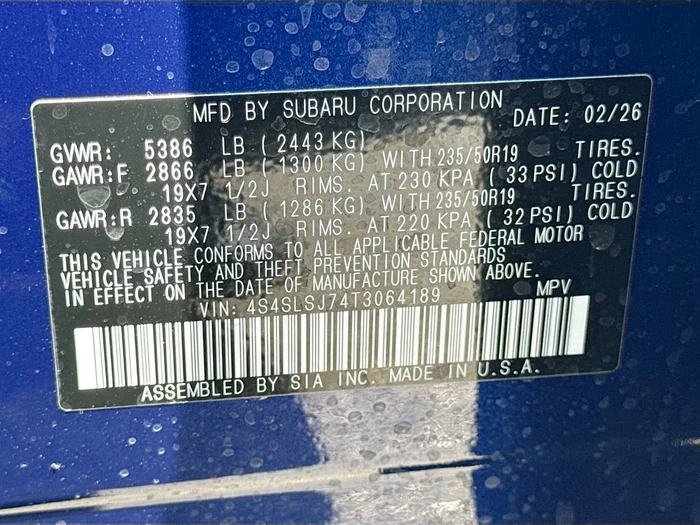 MFD BY SUBARU CORPORATION DATE: 02/26
GVWR: 5386 LB ( 2443 KG)
GAWR:F 2866 LB ( 1300 KG) WITH 235/50R19 TIRES.
19X7 1/2J RIMS. AT 230 KPA ( 33 PSI) COLD
GAWR:R 2835 LB ( 1286 KG) WITH 235/50R19 TIRES.
19X7 1/2J RIMS. AT 220 KPA ( 32 PSI) COLD
THIS VEHICLE CONFORMS TO ALL APPLICABLE FEDERAL MOTOR
VEHICLE SAFETY AND THEFT PREVENTION STANDARDS
IN EFFECT ON THE DATE OF MANUFACTURE SHOWN ABOVE.
VIN: 4S4SLSJ74T3064189 MPV
ASSEMBLED BY SIA INC. MADE IN U.S.A.